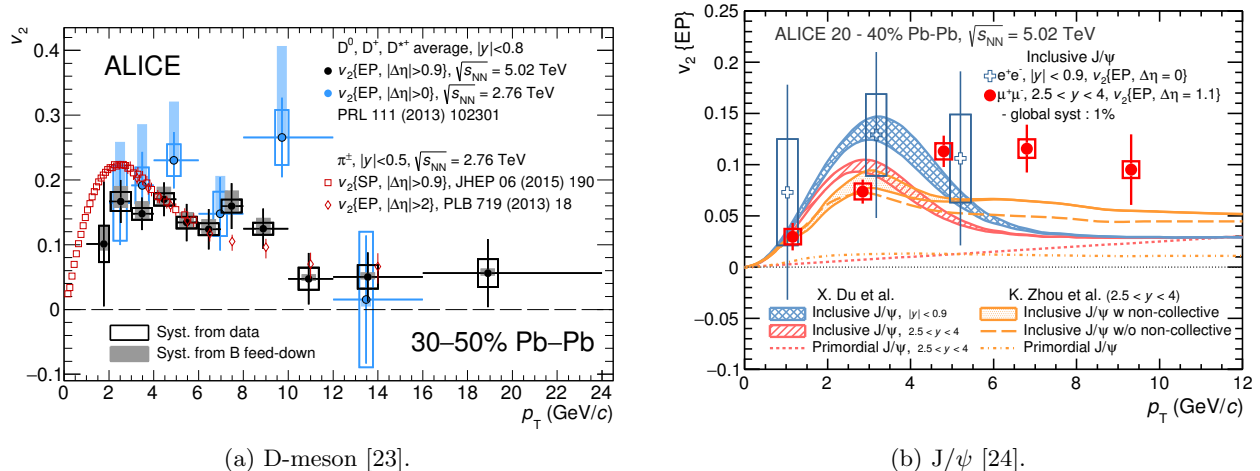 v₂
0.4
0.3
0.2
0.1
0
−0.1
ALICE
D⁰, D⁺, D*⁺ average, |y|<0.8
v₂{EP, |Δη|>0.9}, √sNN = 5.02 TeV
v₂{EP, |Δη|>0}, √sNN = 2.76 TeV
PRL 111 (2013) 102301
π±, |y|<0.5, √sNN = 2.76 TeV
v₂{SP, |Δη|>0.9}, JHEP 06 (2015) 190
v₂{EP, |Δη|>2}, PLB 719 (2013) 18
Syst. from data
Syst. from B feed-down
30–50% Pb–Pb
0 2 4 6 8 10 12 14 16 18 20 22 24
pT (GeV/c)
(a) D-meson [23].
v₂ {EP}
0.25
0.2
0.15
0.1
0.05
0.0
−0.05
−0.1
ALICE 20 - 40% Pb-Pb, √sNN = 5.02 TeV
Inclusive J/ψ
e⁺e⁻, |y| < 0.9, v₂{EP, Δη = 0}
μ⁺μ⁻, 2.5 < y < 4, v₂{EP, Δη = 1.1}
- global syst : 1%
X. Du et al.
Inclusive J/ψ, |y| < 0.9
Inclusive J/ψ, 2.5 < y < 4
Primordial J/ψ, 2.5 < y < 4
K. Zhou et al. (2.5 < y < 4)
Inclusive J/ψ w non-collective
Inclusive J/ψ w/o non-collective
Primordial J/ψ
0 2 4 6 8 10 12
pT (GeV/c)
(b) J/ψ [24].